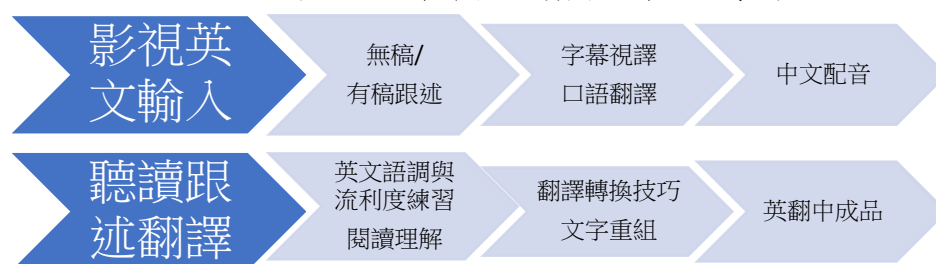 影視英
文輸入
無稿/
有稿跟述
字幕視譯
口語翻譯
中文配音
聽讀跟
述翻譯
英文語調與
流利度練習
閱讀理解
翻譯轉換技巧
文字重組
英翻中成品